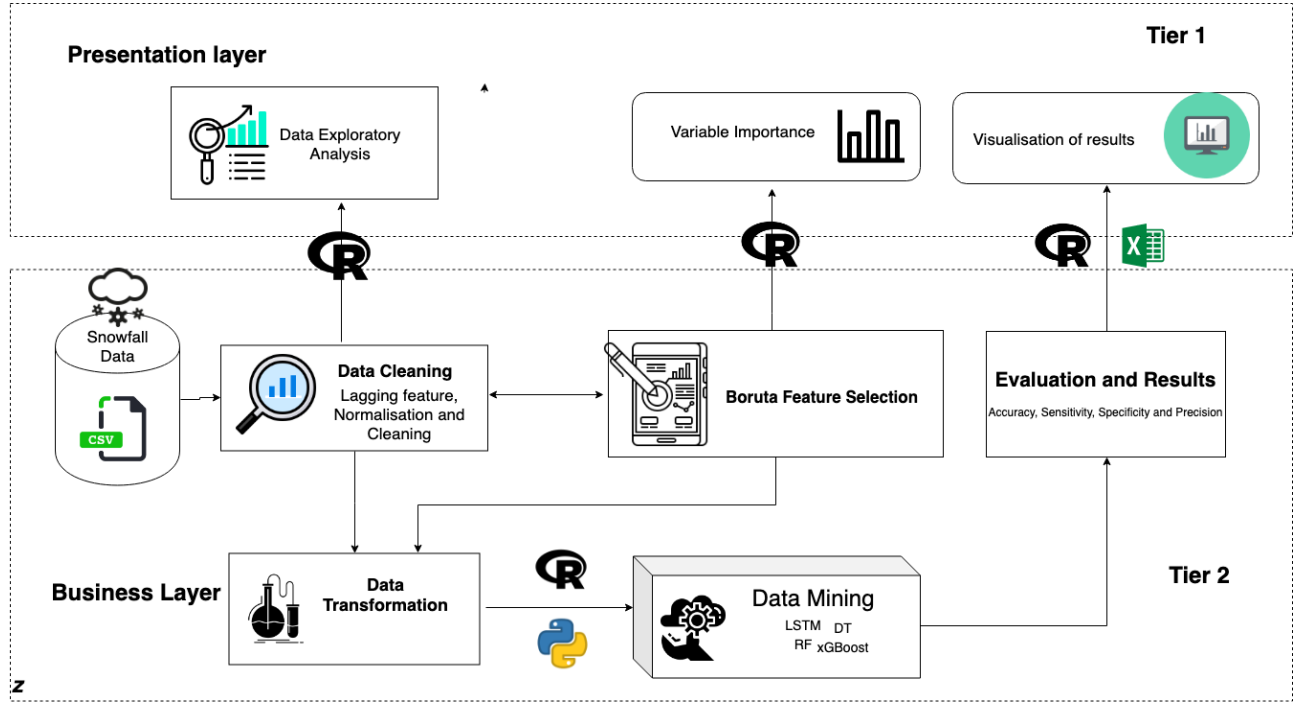 Presentation layer
Tier 1
Data Exploratory
Analysis
Variable Importance
Visualisation of results
R
R
R
X
Snowfall
Data
CSV
Data Cleaning
Lagging feature,
Normalisation and
Cleaning
Boruta Feature Selection
Evaluation and Results
Accuracy, Sensitivity, Specificity and Precision
Business Layer
Data
Transformation
R
Data Mining
LSTM DT
RF xGBoost
Tier 2
z